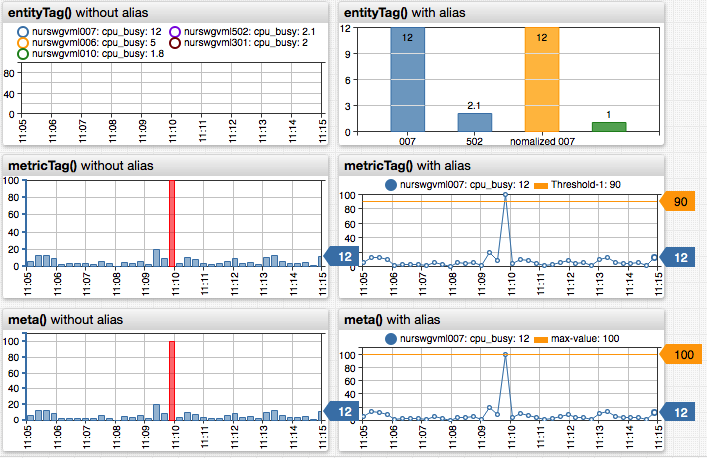 entityTag() without alias
nurswgvml007: cpu_busy: 12 nurswgvml502: cpu_busy: 2.1
nurswgvml006: cpu_busy: 5 nurswgvml301: cpu_busy: 2
nurswgvml010: cpu_busy: 1.8
80
40
0
11:05 11:06 11:07 11:08 11:09 11:10 11:11 11:12 11:13 11:14 11:15
entityTag() with alias
12
9
6
3
0
12 2.1 12 1
007 502 nomalized 007
metricTag() without alias
100
80
60
40
20
0
12
11:05 11:06 11:07 11:08 11:09 11:10 11:11 11:12 11:13 11:14 11:15
metricTag() with alias
nurswgvml007: cpu_busy: 12 Threshold-1: 90
100
80
60
40
20
0
90
12
11:05 11:06 11:07 11:08 11:09 11:10 11:11 11:12 11:13 11:14 11:15
meta() without alias
100
80
60
40
20
0
12
11:05 11:06 11:07 11:08 11:09 11:10 11:11 11:12 11:13 11:14 11:15
meta() with alias
nurswgvml007: cpu_busy: 12 max-value: 100
100
80
60
40
20
0
100
12
11:05 11:06 11:07 11:08 11:09 11:10 11:11 11:12 11:13 11:14 11:15